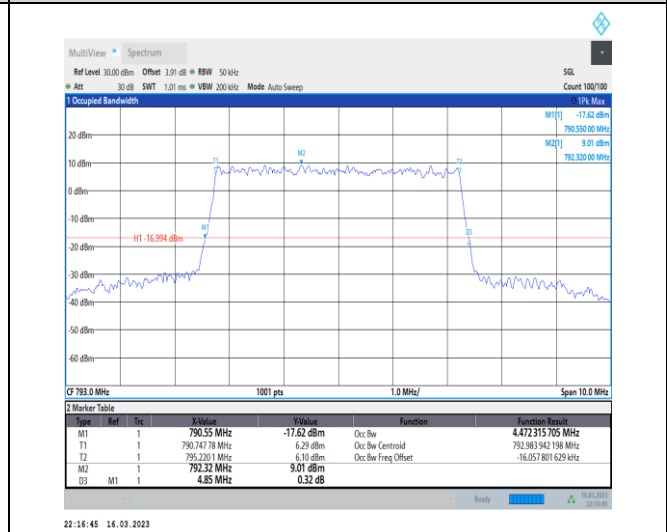 MultiView Spectrum
Ref Level 30.00 dBm Offset 3.91 dB RBW 50 kHz SGL
Att 30 dB SWT 1.01 ms VBW 200 kHz Mode Auto Sweep Count 100/100
1 Occupied Bandwidth 1Pk Max
M1[1] -17.62 dBm
790.550 00 MHz
M2[1] 9.01 dBm
792.320 00 MHz
20 dBm
10 dBm
0 dBm
-10 dBm
-20 dBm
-30 dBm
-40 dBm
-50 dBm
-60 dBm
T1
M2
T2
M1
D3
H1 -16.994 dBm
CF 793.0 MHz 1001 pts 1.0 MHz/ Span 10.0 MHz
2 Marker Table
Type Ref Trc X-Value Y-Value Function Function Result
M1 1 790.55 MHz -17.62 dBm Occ Bw 4.472 315 705 MHz
T1 1 790.747 78 MHz 6.29 dBm Occ Bw Centroid 792.983 942 198 MHz
T2 1 795.220 1 MHz 6.10 dBm Occ Bw Freq Offset -16.057 801 629 kHz
M2 1 792.32 MHz 9.01 dBm
D3 M1 1 4.85 MHz 0.32 dB
Ready 16.03.2023
22:16:45
22:16:45 16.03.2023